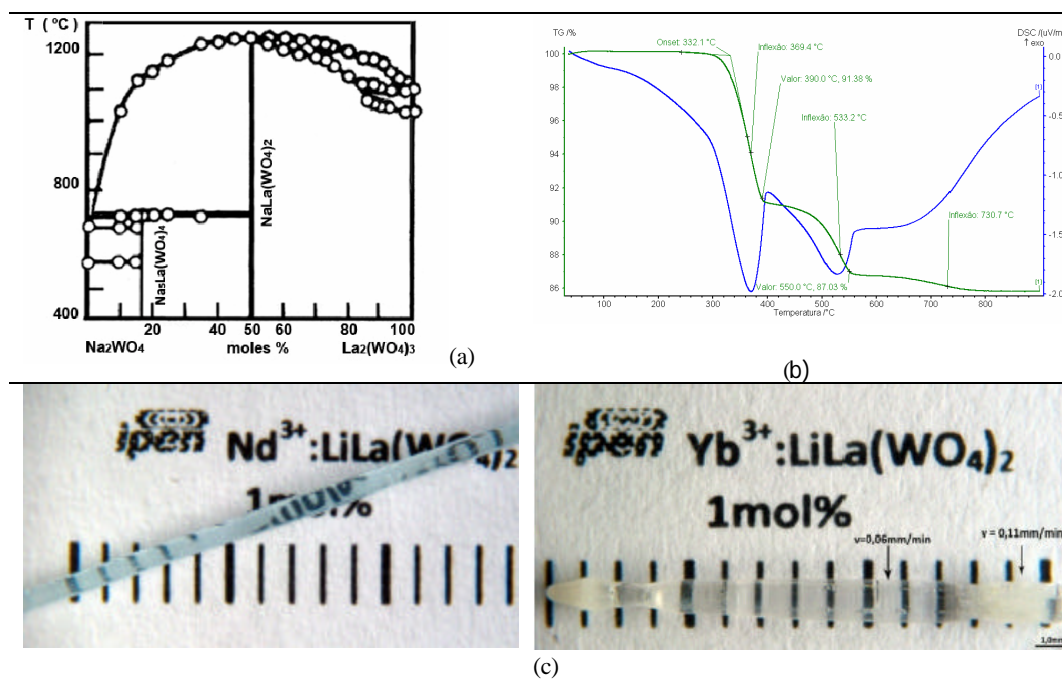 T ( °C)
1200
800
400
NaLa(WO4)2
Na5La(WO4)4
20
40
60
80
100
Na2WO4
moles %
La2(WO4)3
(a)
TG /%
DSC /(uV/m
↑ exo
Onset: 332.1 °C
Inflexão: 369.4 °C
Valor: 390.0 °C, 91.38 %
Inflexão: 533.2 °C
Inflexão: 730.7 °C
Valor: 550.0 °C, 87.03 %
[1]
[1]
100
98
96
94
92
90
88
86
0.0
-0.5
-1.0
-1.5
-2.0
100
200
300
400
500
600
700
800
Temperatura /°C
(b)
ipen
Nd³⁺:LiLa(WO₄)₂
1mol%
ipen
Yb³⁺:LiLa(WO₄)₂
1mol%
v=0,06mm/min
v = 0,11mm/min
1,0mm
(c)